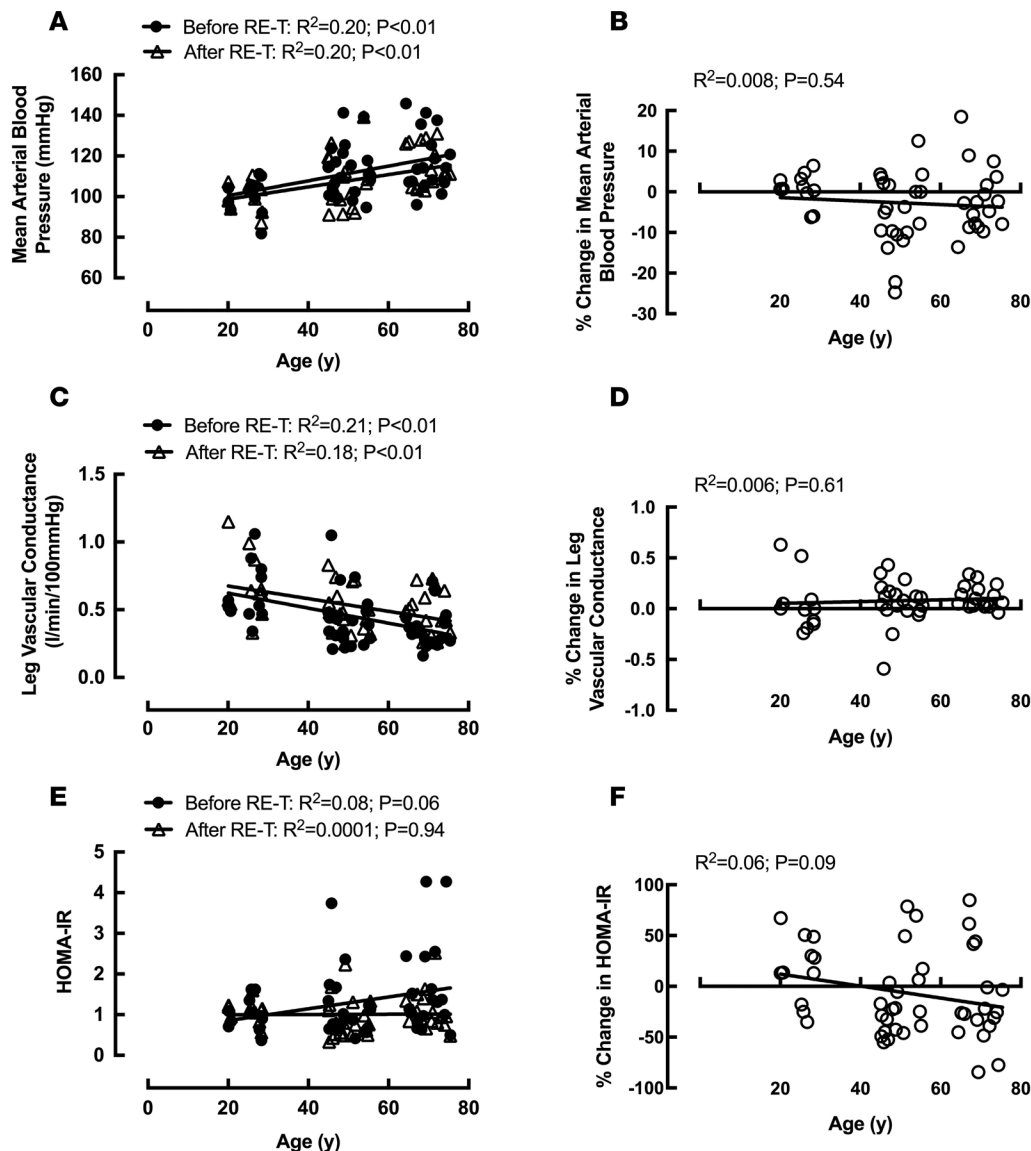 A
Before RE-T: R2=0.20; P<0.01
After RE-T: R2=0.20; P<0.01
Mean Arterial Blood
Pressure (mmHg)
160
140
120
100
80
60
0 20 40 60 80
Age (y)
B
R2=0.008; P=0.54
% Change in Mean Arterial
Blood Pressure
20
10
0
-10
-20
-30
20 40 60 80
Age (y)
C
Before RE-T: R2=0.21; P<0.01
After RE-T: R2=0.18; P<0.01
Leg Vascular Conductance
(l/min/100mmHg)
1.5
1.0
0.5
0.0
0 20 40 60 80
Age (y)
D
R2=0.006; P=0.61
% Change in Leg
Vascular Conductance
1.0
0.5
0.0
-0.5
-1.0
20 40 60 80
Age (y)
E
Before RE-T: R2=0.08; P=0.06
After RE-T: R2=0.0001; P=0.94
HOMA-IR
5
4
3
2
1
0
0 20 40 60 80
Age (y)
F
R2=0.06; P=0.09
% Change in HOMA-IR
100
50
0
-50
-100
20 40 60 80
Age (y)